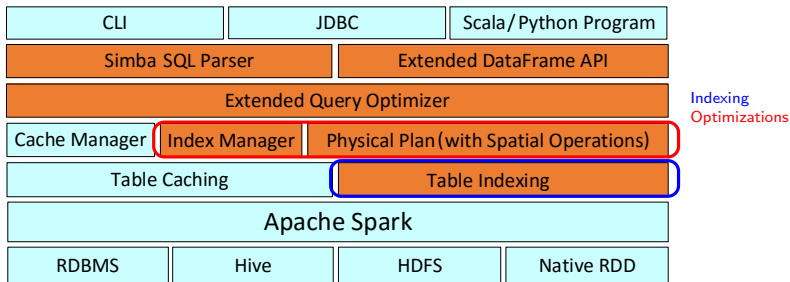 CLI
JDBC
Scala/Python Program
Simba SQL Parser
Extended DataFrame API
Extended Query Optimizer
Indexing
Optimizations
Cache Manager
Index Manager
Physical Plan (with Spatial Operations)
Table Caching
Table Indexing
Apache Spark
RDBMS
Hive
HDFS
Native RDD